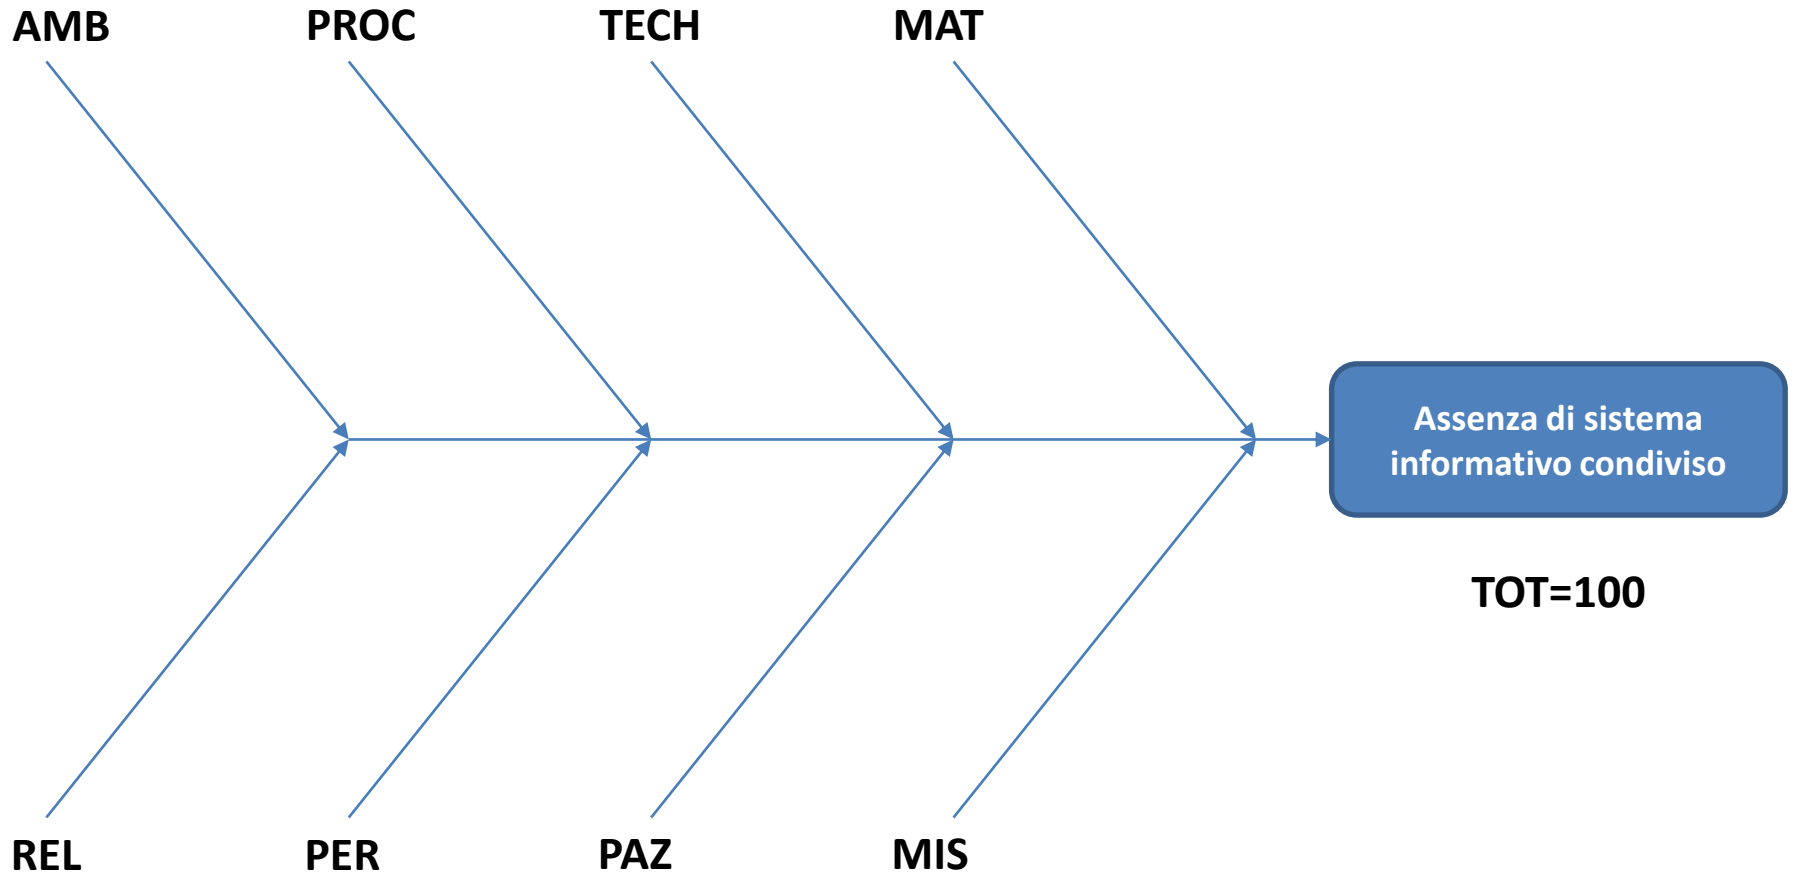 AMB PROC TECH MAT
Assenza di sistema
informativo condiviso
TOT=100
REL PER PAZ MIS